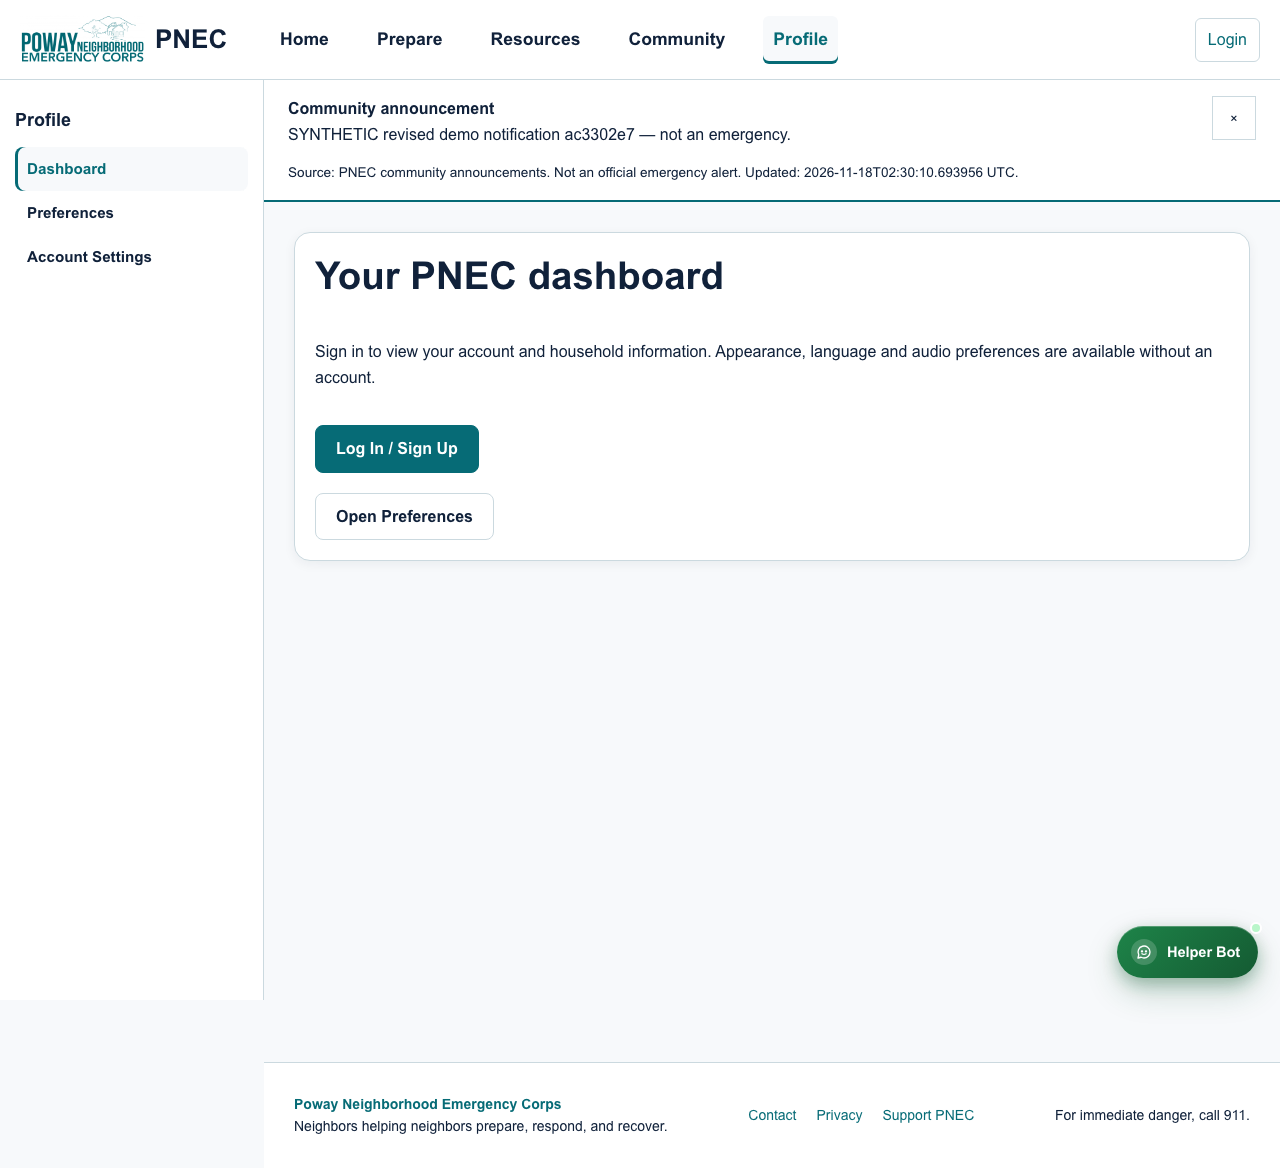 POWAY NEIGHBORHOOD
EMERGENCY CORPS
PNEC
Home
Prepare
Resources
Community
Profile
Login
Profile
Dashboard
Preferences
Account Settings
Community announcement
SYNTHETIC revised demo notification ac3302e7 — not an emergency.
Source: PNEC community announcements. Not an official emergency alert. Updated: 2026-11-18T02:30:10.693956 UTC.
×
Your PNEC dashboard
Sign in to view your account and household information. Appearance, language and audio preferences are available without an
account.
Log In / Sign Up
Open Preferences
Helper Bot
Poway Neighborhood Emergency Corps
Neighbors helping neighbors prepare, respond, and recover.
Contact
Privacy
Support PNEC
For immediate danger, call 911.